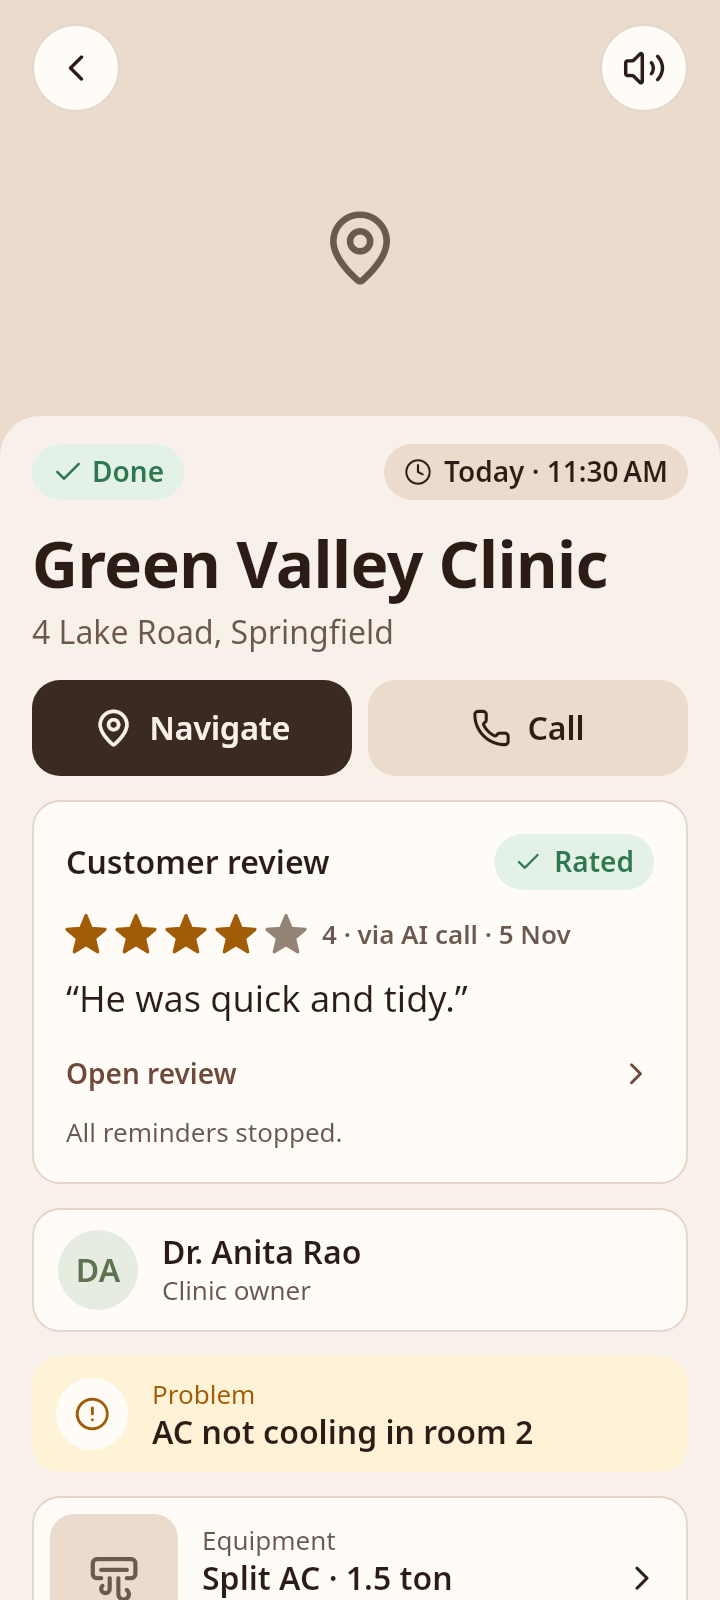 Done
Today · 11:30 AM
Green Valley Clinic
4 Lake Road, Springfield
Navigate
Call
Customer review
Rated
4 · via AI call · 5 Nov
“He was quick and tidy.”
Open review
All reminders stopped.
DA
Dr. Anita Rao
Clinic owner
Problem
AC not cooling in room 2
Equipment
Split AC · 1.5 ton